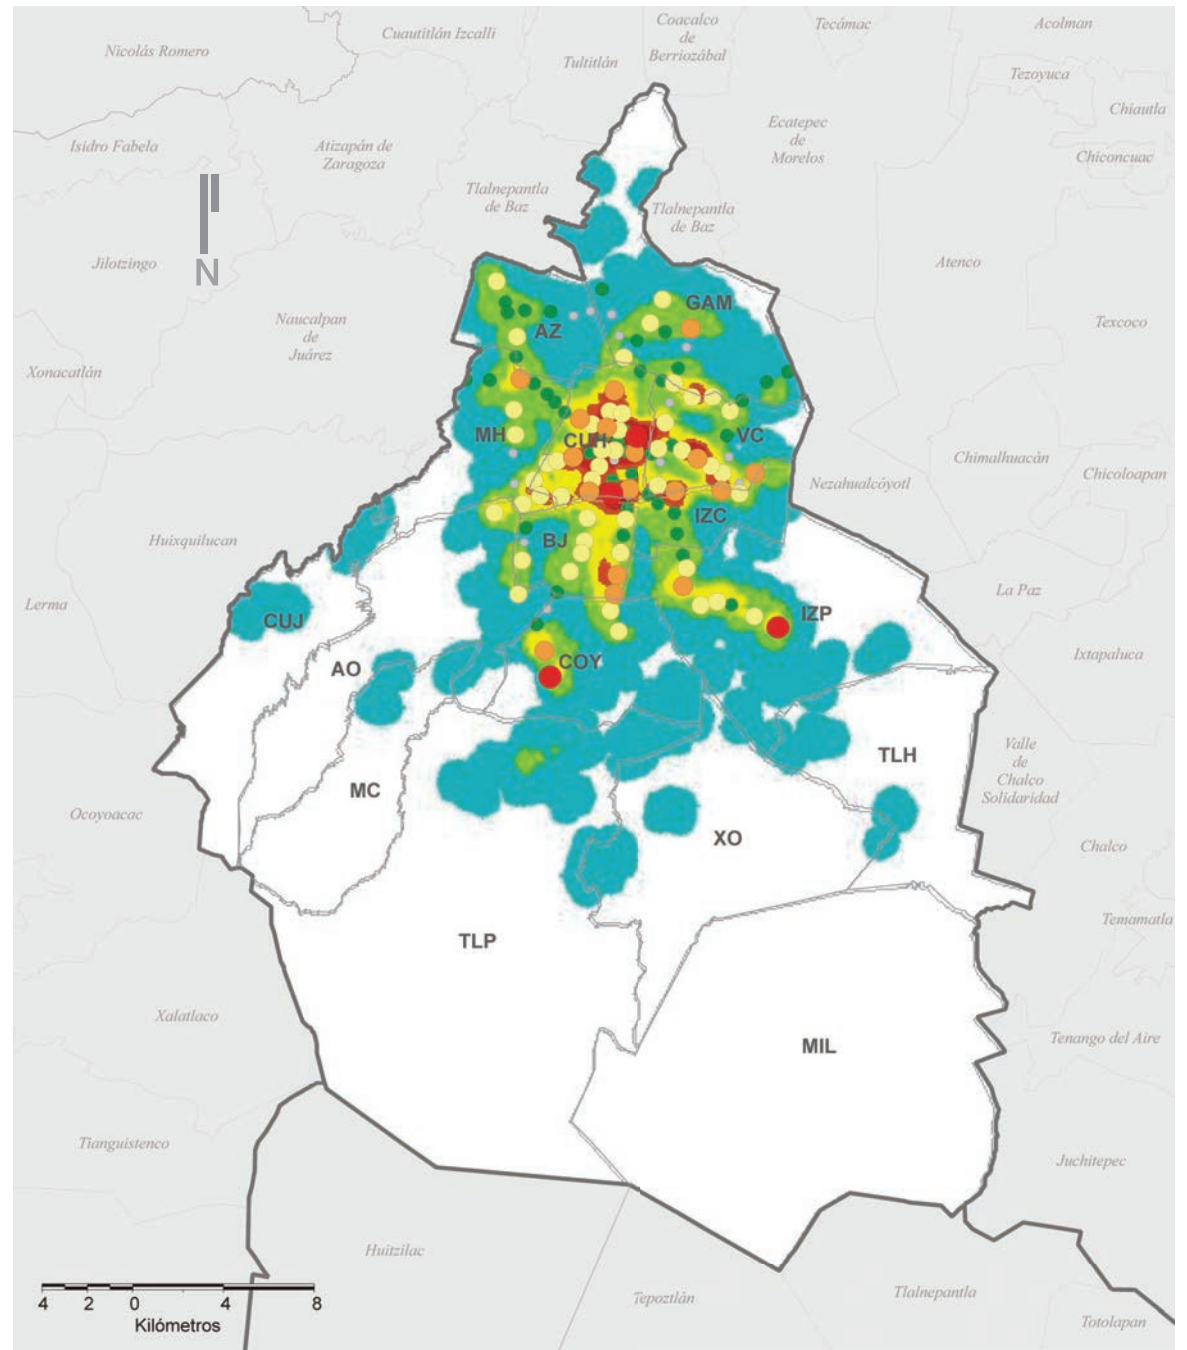 Coacalco
de
Berriozábal
Tecámac
Acolman
Cuautitlán Izcalli
Nicolás Romero
Tultitlán
Tezoyuca
Chiautla
Ecatepec
de
Morelos
Isidro Fabela
Atizapán de
Zaragoza
Chiconcuac
Tlalnepantla
de Baz
Tlalnepantla
de Baz
Jilotzingo
N
Atenco
GAM
Naucalpan
de
Juárez
AZ
Texcoco
Xonacatlán
MH
CUH
VC
Chimalhuacán
Chicoloapan
Nezahualcóyotl
IZC
Huixquilucan
BJ
La Paz
Lerma
CUJ
IZP
Ixtapaluca
AO
COY
Valle
de
Chalco
Solidaridad
TLH
MC
Ocoyoacac
XO
Chalco
Temamatla
TLP
Xalatlaco
MIL
Tenango del Aire
Tianguistenco
Juchitepec
Huitzilac
Tlalnepantla
Tepoztlán
4 2 0 4 8
Kilómetros
Totolapan